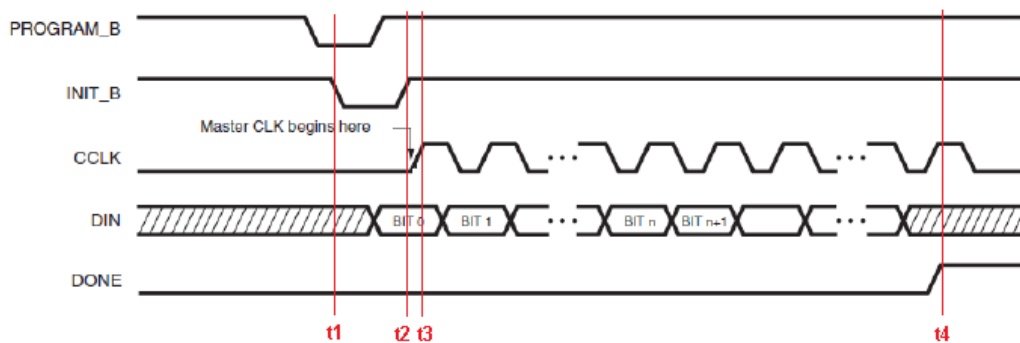 PROGRAM_B
INIT_B
Master CLK begins here
CCLK
DIN
BIT 0
BIT 1
BIT n
BIT n+1
DONE
t1
t2
t3
t4